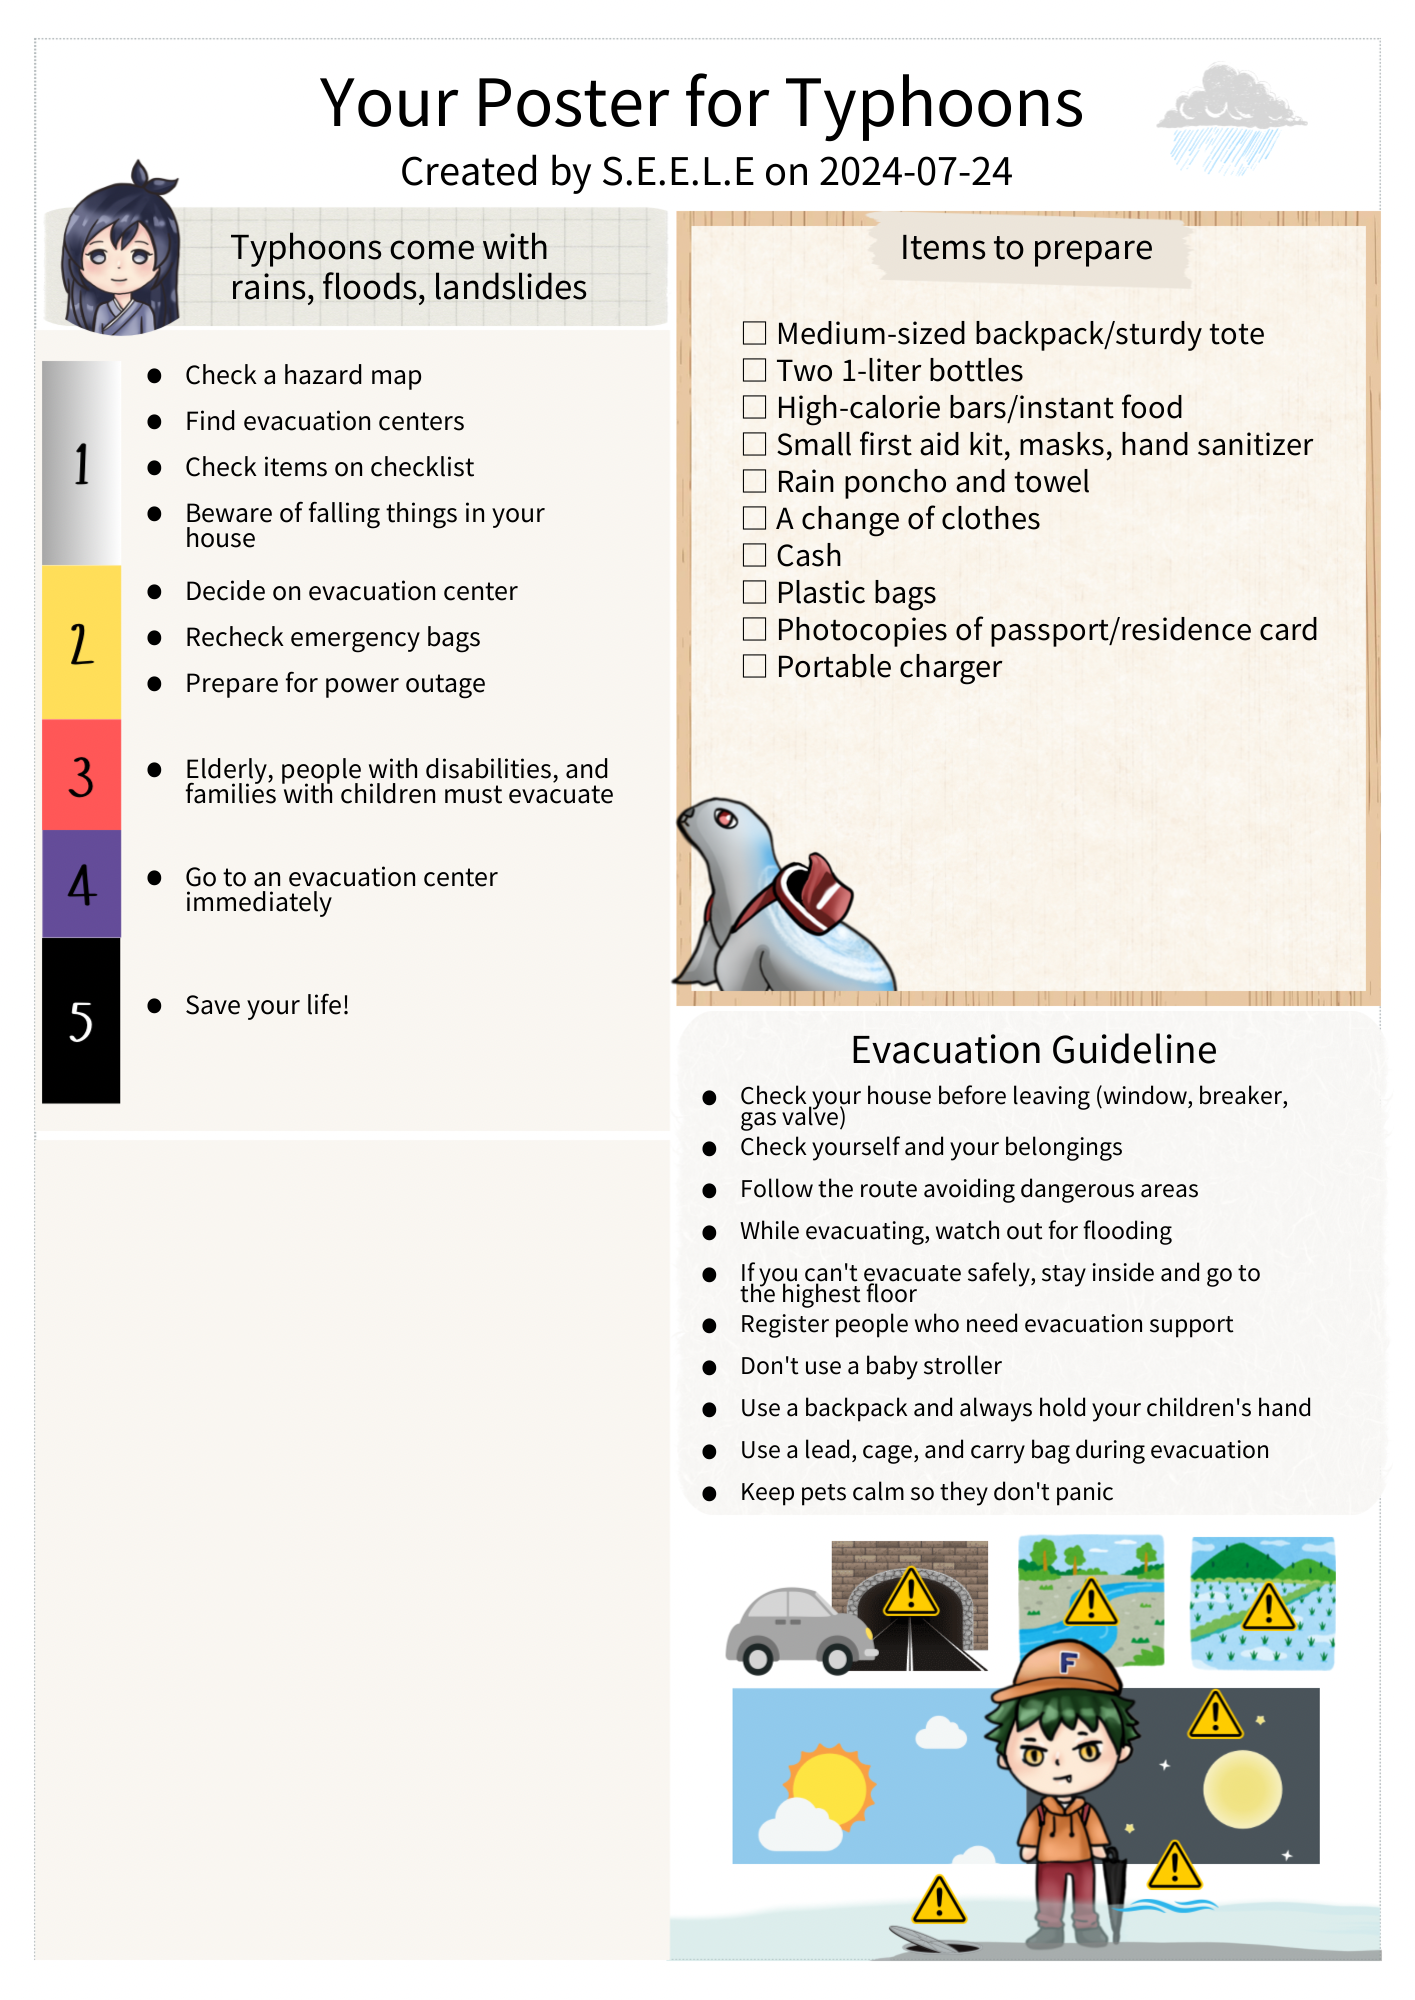 Your Poster for Typhoons
Created by S.E.E.L.E on 2024-07-24
Typhoons come with
rains, floods, landslides
1
● Check a hazard map
● Find evacuation centers
● Check items on checklist
● Beware of falling things in your
house
2
● Decide on evacuation center
● Recheck emergency bags
● Prepare for power outage
3
● Elderly, people with disabilities, and
families with children must evacuate
4
● Go to an evacuation center
immediately
5
● Save your life!
Items to prepare
☐ Medium-sized backpack/sturdy tote
☐ Two 1-liter bottles
☐ High-calorie bars/instant food
☐ Small first aid kit, masks, hand sanitizer
☐ Rain poncho and towel
☐ A change of clothes
☐ Cash
☐ Plastic bags
☐ Photocopies of passport/residence card
☐ Portable charger
Evacuation Guideline
● Check your house before leaving (window, breaker,
gas valve)
● Check yourself and your belongings
● Follow the route avoiding dangerous areas
● While evacuating, watch out for flooding
● If you can't evacuate safely, stay inside and go to
the highest floor
● Register people who need evacuation support
● Don't use a baby stroller
● Use a backpack and always hold your children's hand
● Use a lead, cage, and carry bag during evacuation
● Keep pets calm so they don't panic
F